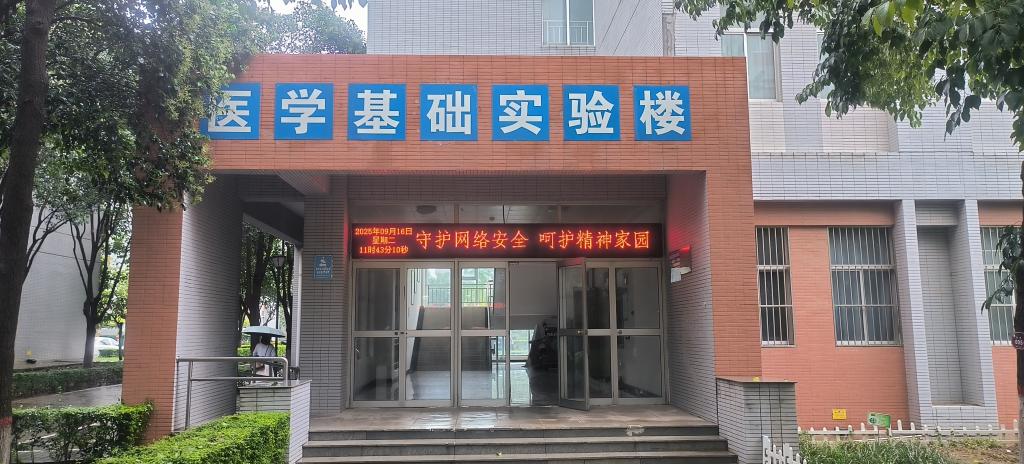 医学基础实验楼
2025年09月16日
星期二
11时43分10秒
守护网络安全 呵护精神家园